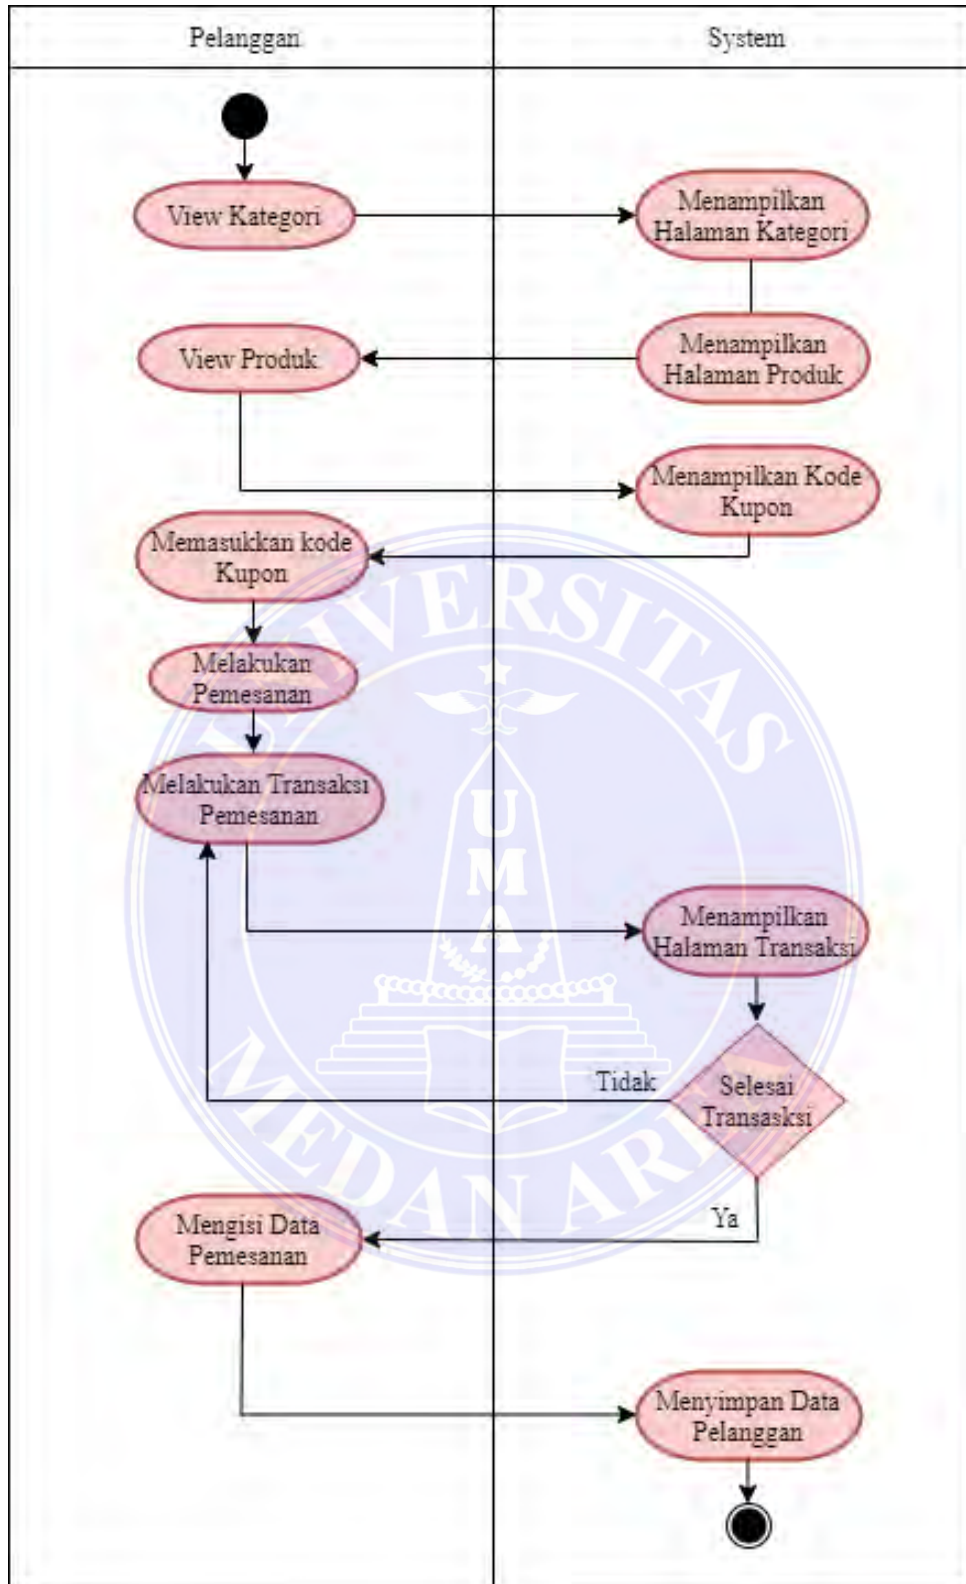 Pelanggan
System
View Kategori
Menampilkan
Halaman Kategori
View Produk
Menampilkan
Halaman Produk
Menampilkan Kode
Kupon
Memasukkan kode
Kupon
Melakukan
Pemesanan
Melakukan Transaksi
Pemesanan
Menampilkan
Halaman Transaksi
Tidak
Selesai
Transasksi
Ya
Mengisi Data
Pemesanan
Menyimpan Data
Pelanggan
UNIVERSITAS
MEDAN AREA
U
M
A